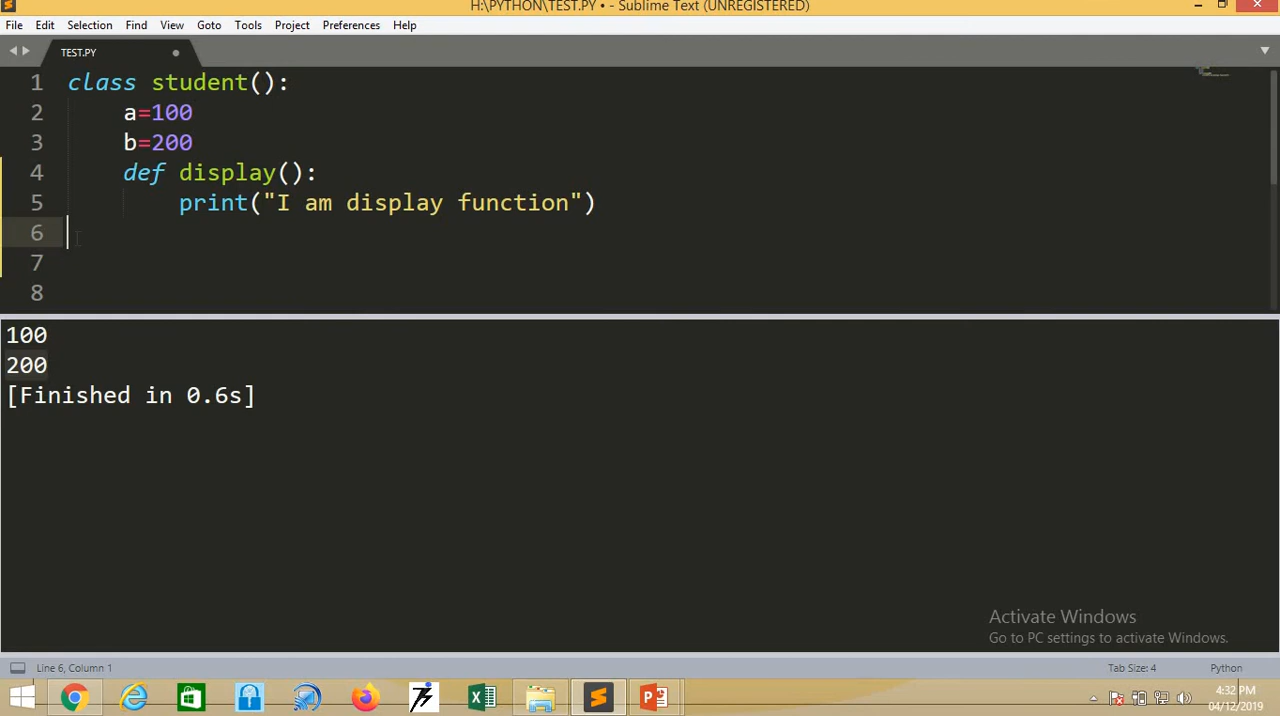 H:\PYTHON\TEST.PY • - Sublime Text (UNREGISTERED)
File Edit Selection Find View Goto Tools Project Preferences Help
TEST.PY
1 class student():
2 a=100
3 b=200
4 def display():
5 print("I am display function")
6
7
8
100
200
[Finished in 0.6s]
Activate Windows
Go to PC settings to activate Windows.
Line 6, Column 1 Tab Size: 4 Python
4:32 PM
04/12/2019